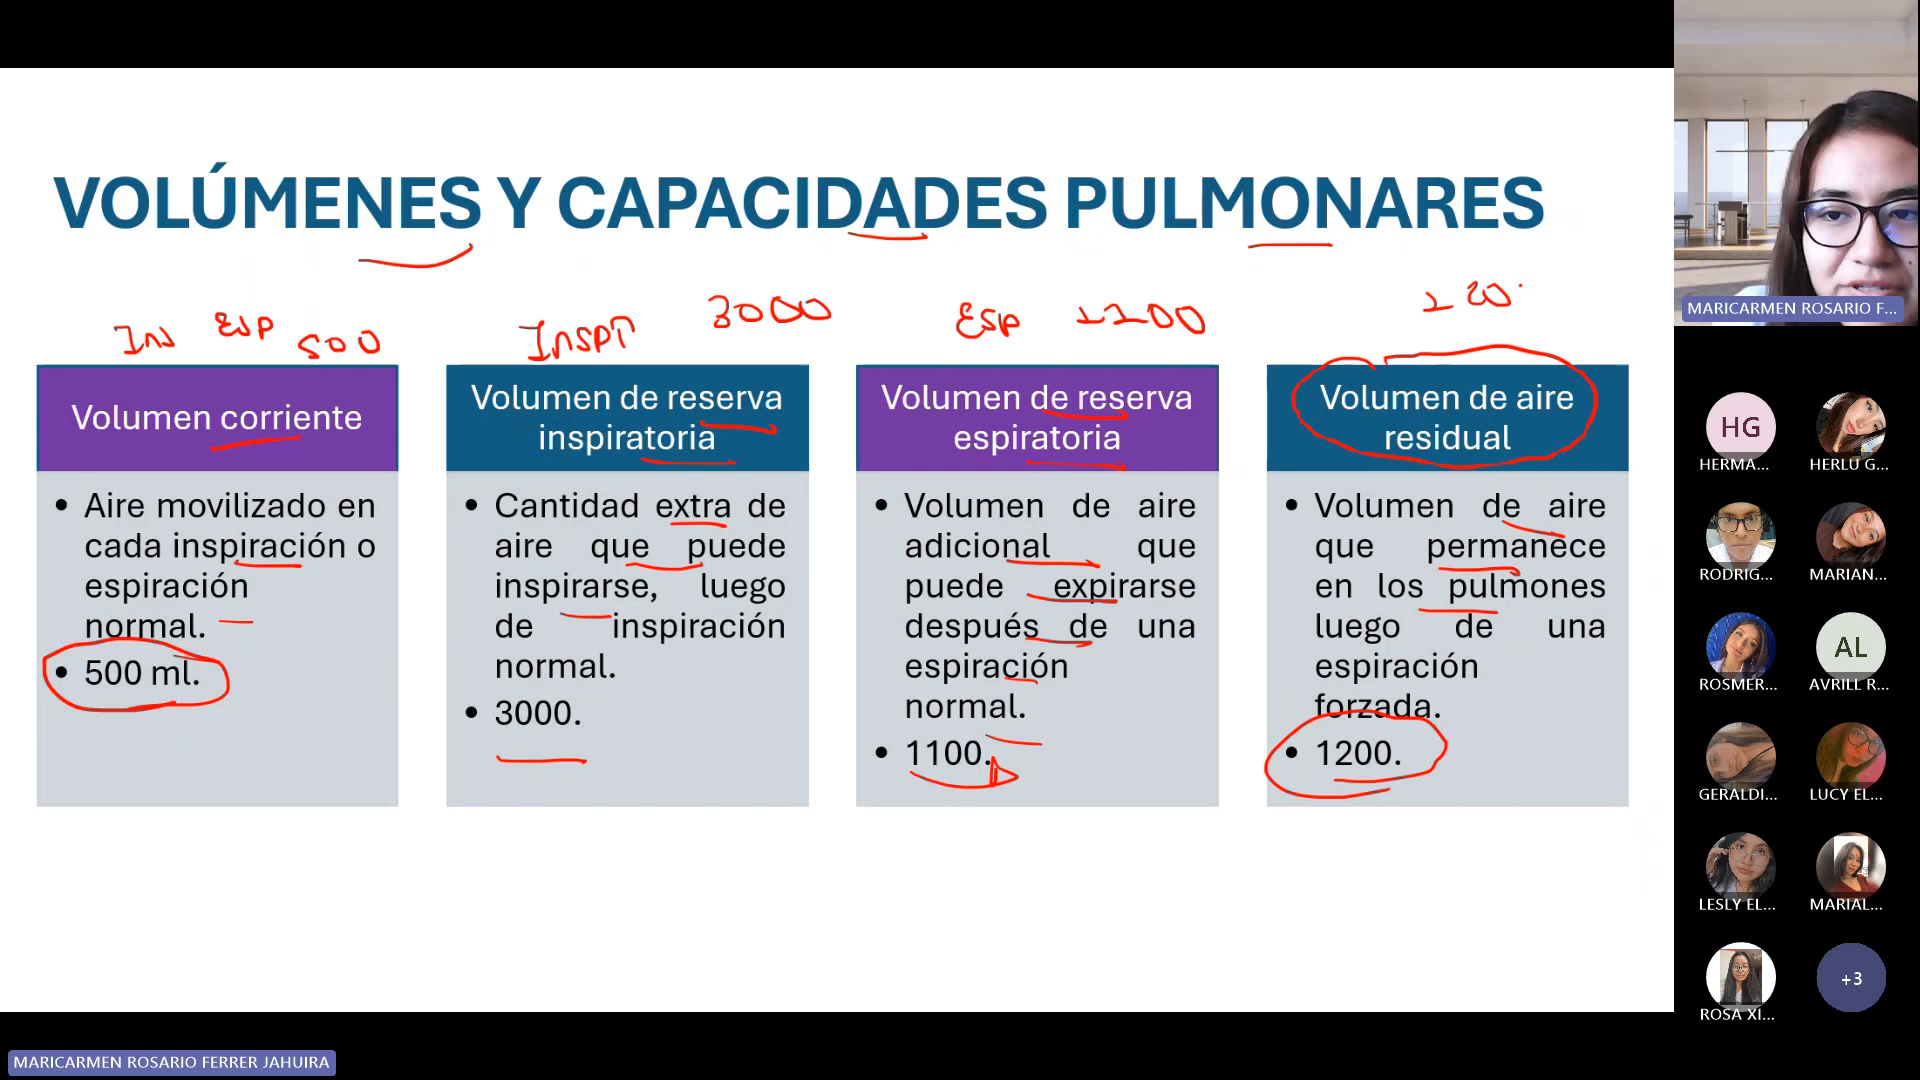 VOLÚMENES Y CAPACIDADES PULMONARES
Ins ESP 500
INSPI 3000
ESP 1100
120.
Volumen corriente
• Aire movilizado en
cada inspiración o
espiración
normal.
• 500 ml.
Volumen de reserva
inspiratoria
• Cantidad extra de
aire que puede
inspirarse, luego
de inspiración
normal.
• 3000.
Volumen de reserva
espiratoria
• Volumen de aire
adicional que
puede expirarse
después de una
espiración
normal.
• 1100.
Volumen de aire
residual
• Volumen de aire
que permanece
en los pulmones
luego de una
espiración
forzada.
• 1200.
MARICARMEN ROSARIO F...
HG
HERMA...
HERLU G...
RODRIG...
MARIAN...
ROSMER...
AL
AVRILL R...
GERALDI...
LUCY EL...
LESLY EL...
MARIAL...
ROSA XI...
+3
MARICARMEN ROSARIO FERRER JAHUIRA